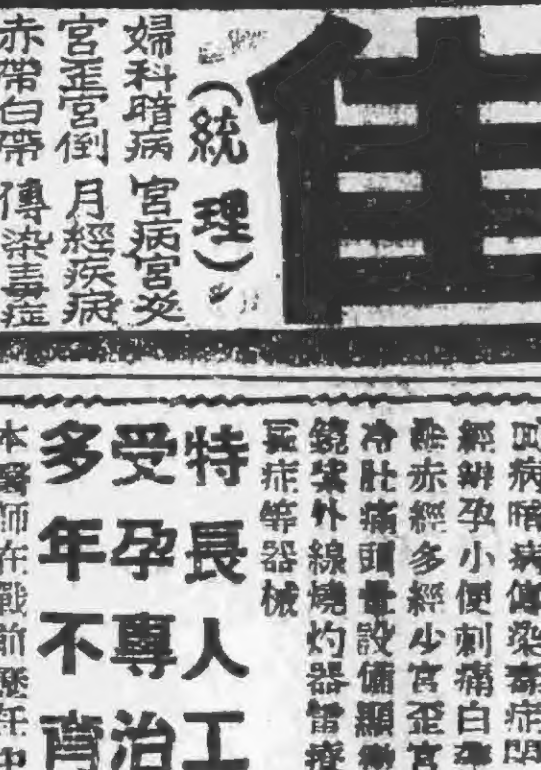 佳
（統理）
婦科暗病　宮病宮炎
宮歪宮倒　月經疾病
赤帶白帶　傳染毒症
病暗病傳染毒症
經辦孕小便刺痛白
赤經多經少宮歪宮
冷肚痛頭暈設備顯微
鏡紫外線燒灼器雷療
症等器械
特長人工
受孕專治
多年不育
本醫師在戰前歷任中